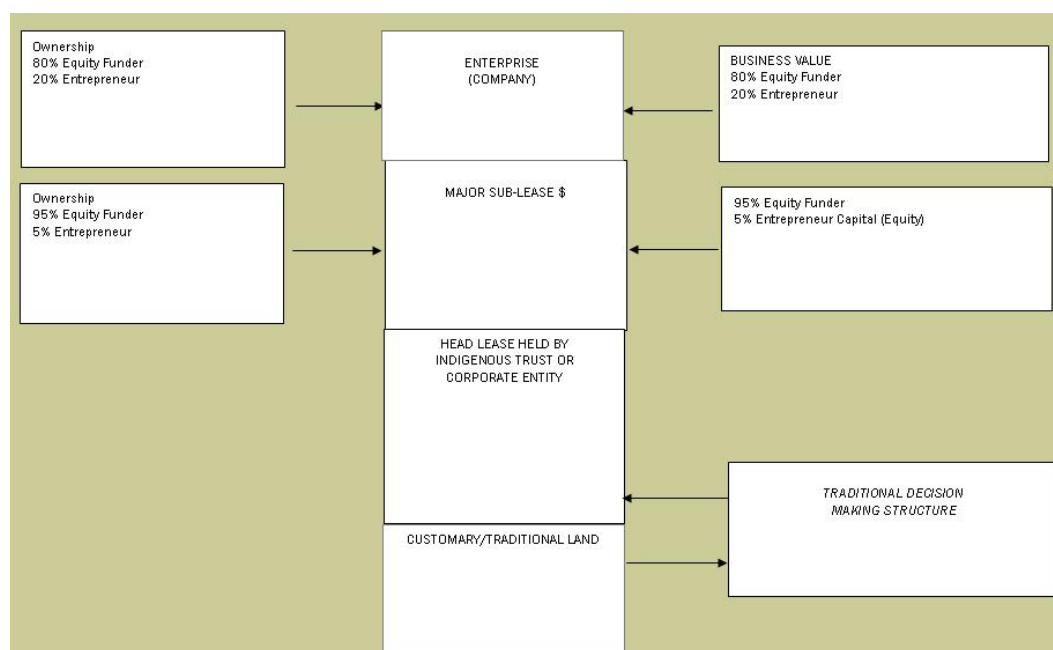 Ownership
80% Equity Funder
20% Entrepreneur
ENTERPRISE
(COMPANY)
BUSINESS VALUE
80% Equity Funder
20% Entrepreneur
Ownership
95% Equity Funder
5% Entrepreneur
MAJOR SUB-LEASE $
95% Equity Funder
5% Entrepreneur Capital (Equity)
HEAD LEASE HELD BY
INDIGENOUS TRUST OR
CORPORATE ENTITY
TRADITIONAL DECISION
MAKING STRUCTURE
CUSTOMARY/TRADITIONAL LAND